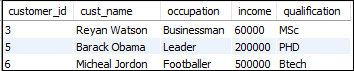 customer_id cust_name occupation income qualification
3 Reyan Watson Businessman 60000 MSc
5 Barack Obama Leader 200000 PHD
6 Micheal Jordon Footballer 500000 Btech